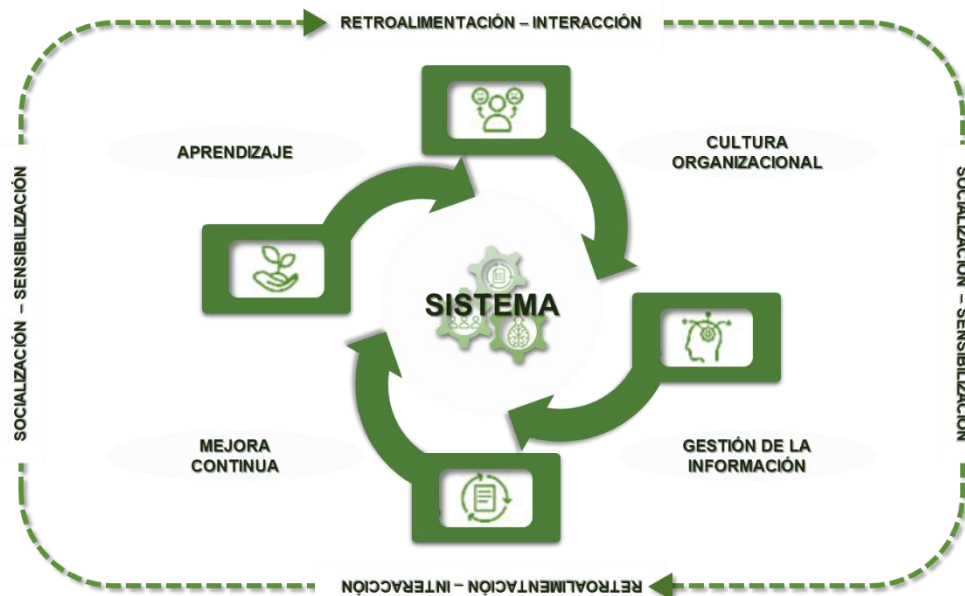 RETROALIMENTACIÓN – INTERACCIÓN
APRENDIZAJE
CULTURA
ORGANIZACIONAL
SOCIALIZACIÓN – SENSIBILIZACIÓN
SISTEMA
SOCIALIZACIÓN – SENSIBILIZACIÓN
MEJORA
CONTINUA
GESTIÓN DE LA
INFORMACIÓN
RETROALIMENTACIÓN – INTERACCIÓN